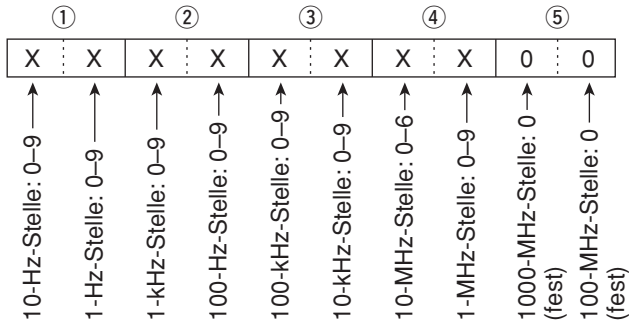 ① ② ③ ④ ⑤
X X X X X X X X 0 0
10-Hz-Stelle: 0–9
1-Hz-Stelle: 0–9
1-kHz-Stelle: 0–9
100-Hz-Stelle: 0–9
100-kHz-Stelle: 0–9
10-kHz-Stelle: 0–9
10-MHz-Stelle: 0–6
1-MHz-Stelle: 0–9
1000-MHz-Stelle: 0
(fest)
100-MHz-Stelle: 0
(fest)